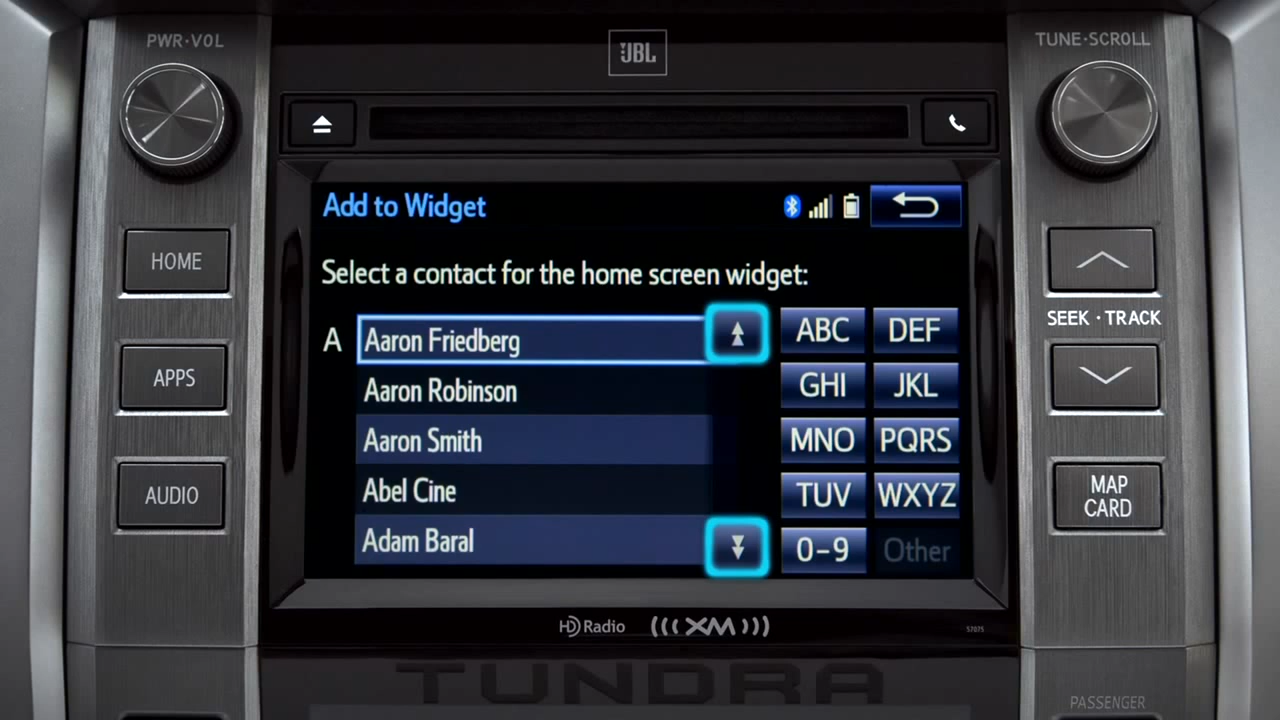 PWR·VOL
JBL
TUNE·SCROLL
Add to Widget
HOME
Select a contact for the home screen widget:
SEEK · TRACK
A
Aaron Friedberg
ABC
DEF
APPS
Aaron Robinson
GHI
JKL
Aaron Smith
MNO
PQRS
AUDIO
Abel Cine
TUV
WXYZ
MAP
CARD
Adam Baral
0-9
Other
HD Radio
((( XM )))
57075
TUNDRA
PASSENGER